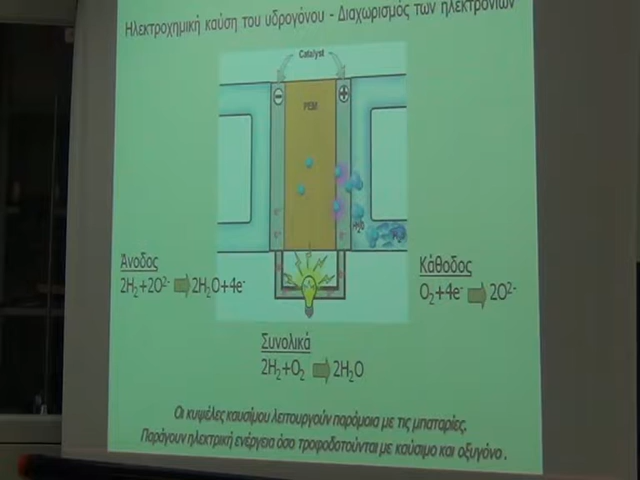 Ηλεκτροχημική καύση του υδρογόνου - Διαχωρισμός των ηλεκτρονίων
Catalyst
PEM
Άνοδος
2H₂+2O²⁻ 2H₂O+4e⁻
Κάθοδος
O₂+4e⁻ 2O²⁻
Συνολικά
2H₂+O₂ 2H₂O
Οι κυψέλες καυσίμου λειτουργούν παρόμοια με τις μπαταρίες.
Παράγουν ηλεκτρική ενέργεια όσο τροφοδοτούνται με καύσιμο και οξυγόνο.